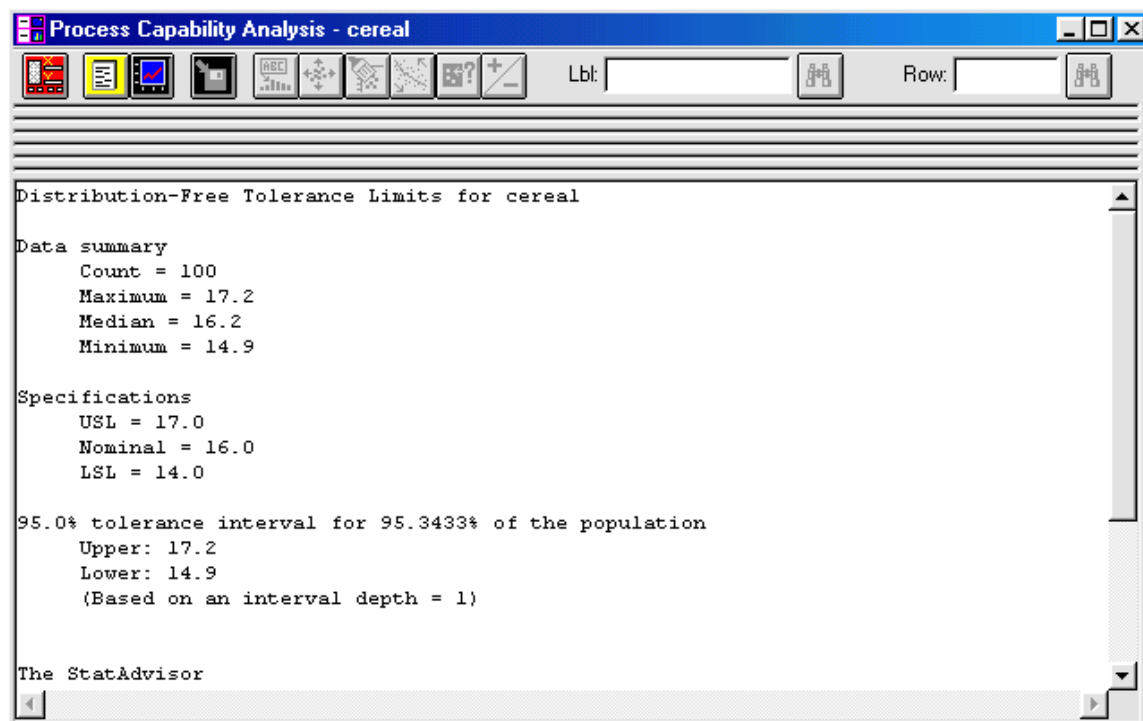 Process Capability Analysis - cereal
Lbl: Row:
Distribution-Free Tolerance Limits for cereal
Data summary
Count = 100
Maximum = 17.2
Median = 16.2
Minimum = 14.9
Specifications
USL = 17.0
Nominal = 16.0
LSL = 14.0
95.0% tolerance interval for 95.3433% of the population
Upper: 17.2
Lower: 14.9
(Based on an interval depth = 1)
The StatAdvisor